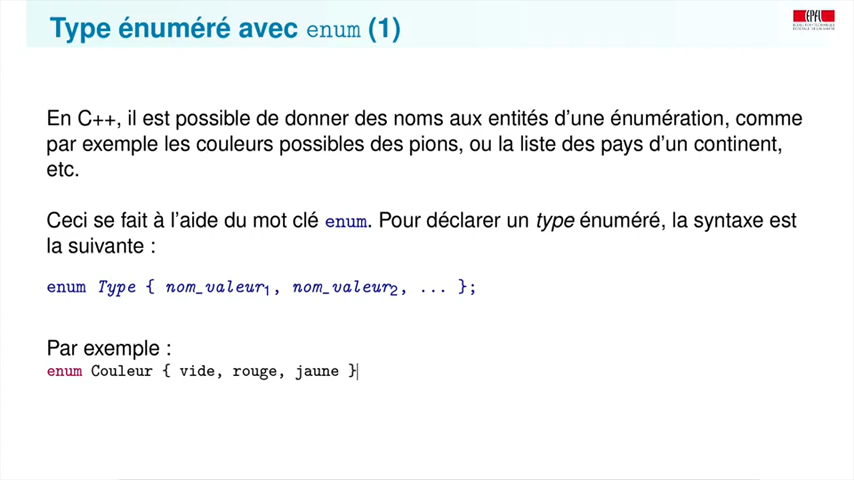 Type énuméré avec enum (1)
EPFL
En C++, il est possible de donner des noms aux entités d'une énumération, comme
par exemple les couleurs possibles des pions, ou la liste des pays d'un continent,
etc.
Ceci se fait à l'aide du mot clé enum. Pour déclarer un type énuméré, la syntaxe est
la suivante :
enum Type { nom_valeur1, nom_valeur2, ... };
Par exemple :
enum Couleur { vide, rouge, jaune }